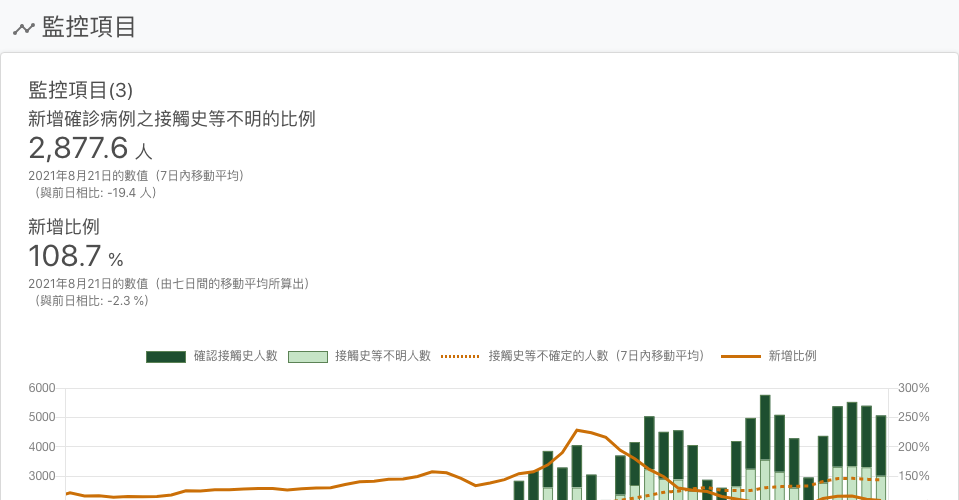 監控項目
監控項目(3)
新增確診病例之接觸史等不明的比例
2,877.6 人
2021年8月21日的數值（7日內移動平均）
（與前日相比: -19.4 人）
新增比例
108.7 %
2021年8月21日的數值（由七日間的移動平均所算出）
（與前日相比: -2.3 %）
確認接觸史人數 接觸史等不明人數 接觸史等不確定的人數（7日內移動平均） 新增比例
6000 300%
5000 250%
4000 200%
3000 150%